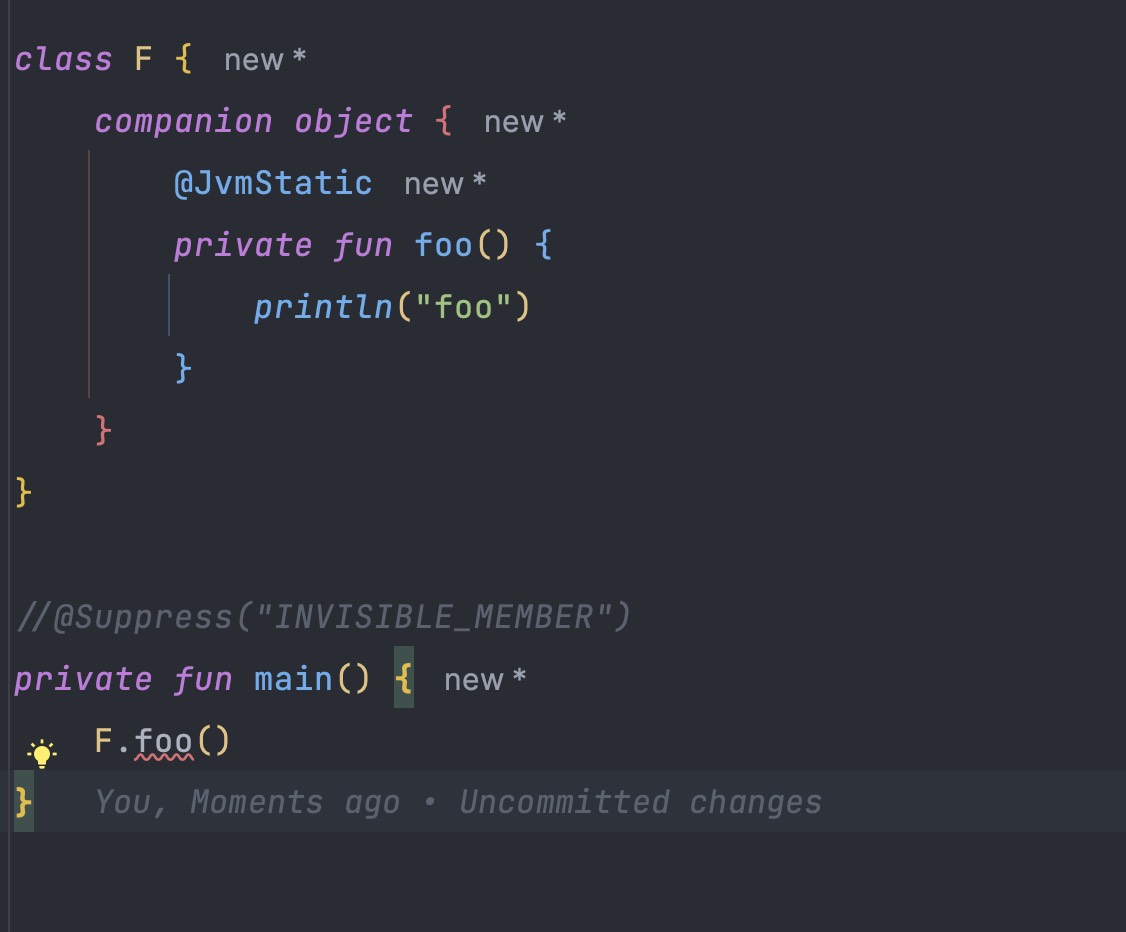 class F { new *
companion object { new *
@JvmStatic new *
private fun foo() {
println("foo")
}
}
}
//@Suppress("INVISIBLE_MEMBER")
private fun main() { new *
F.foo()
} You, Moments ago • Uncommitted changes